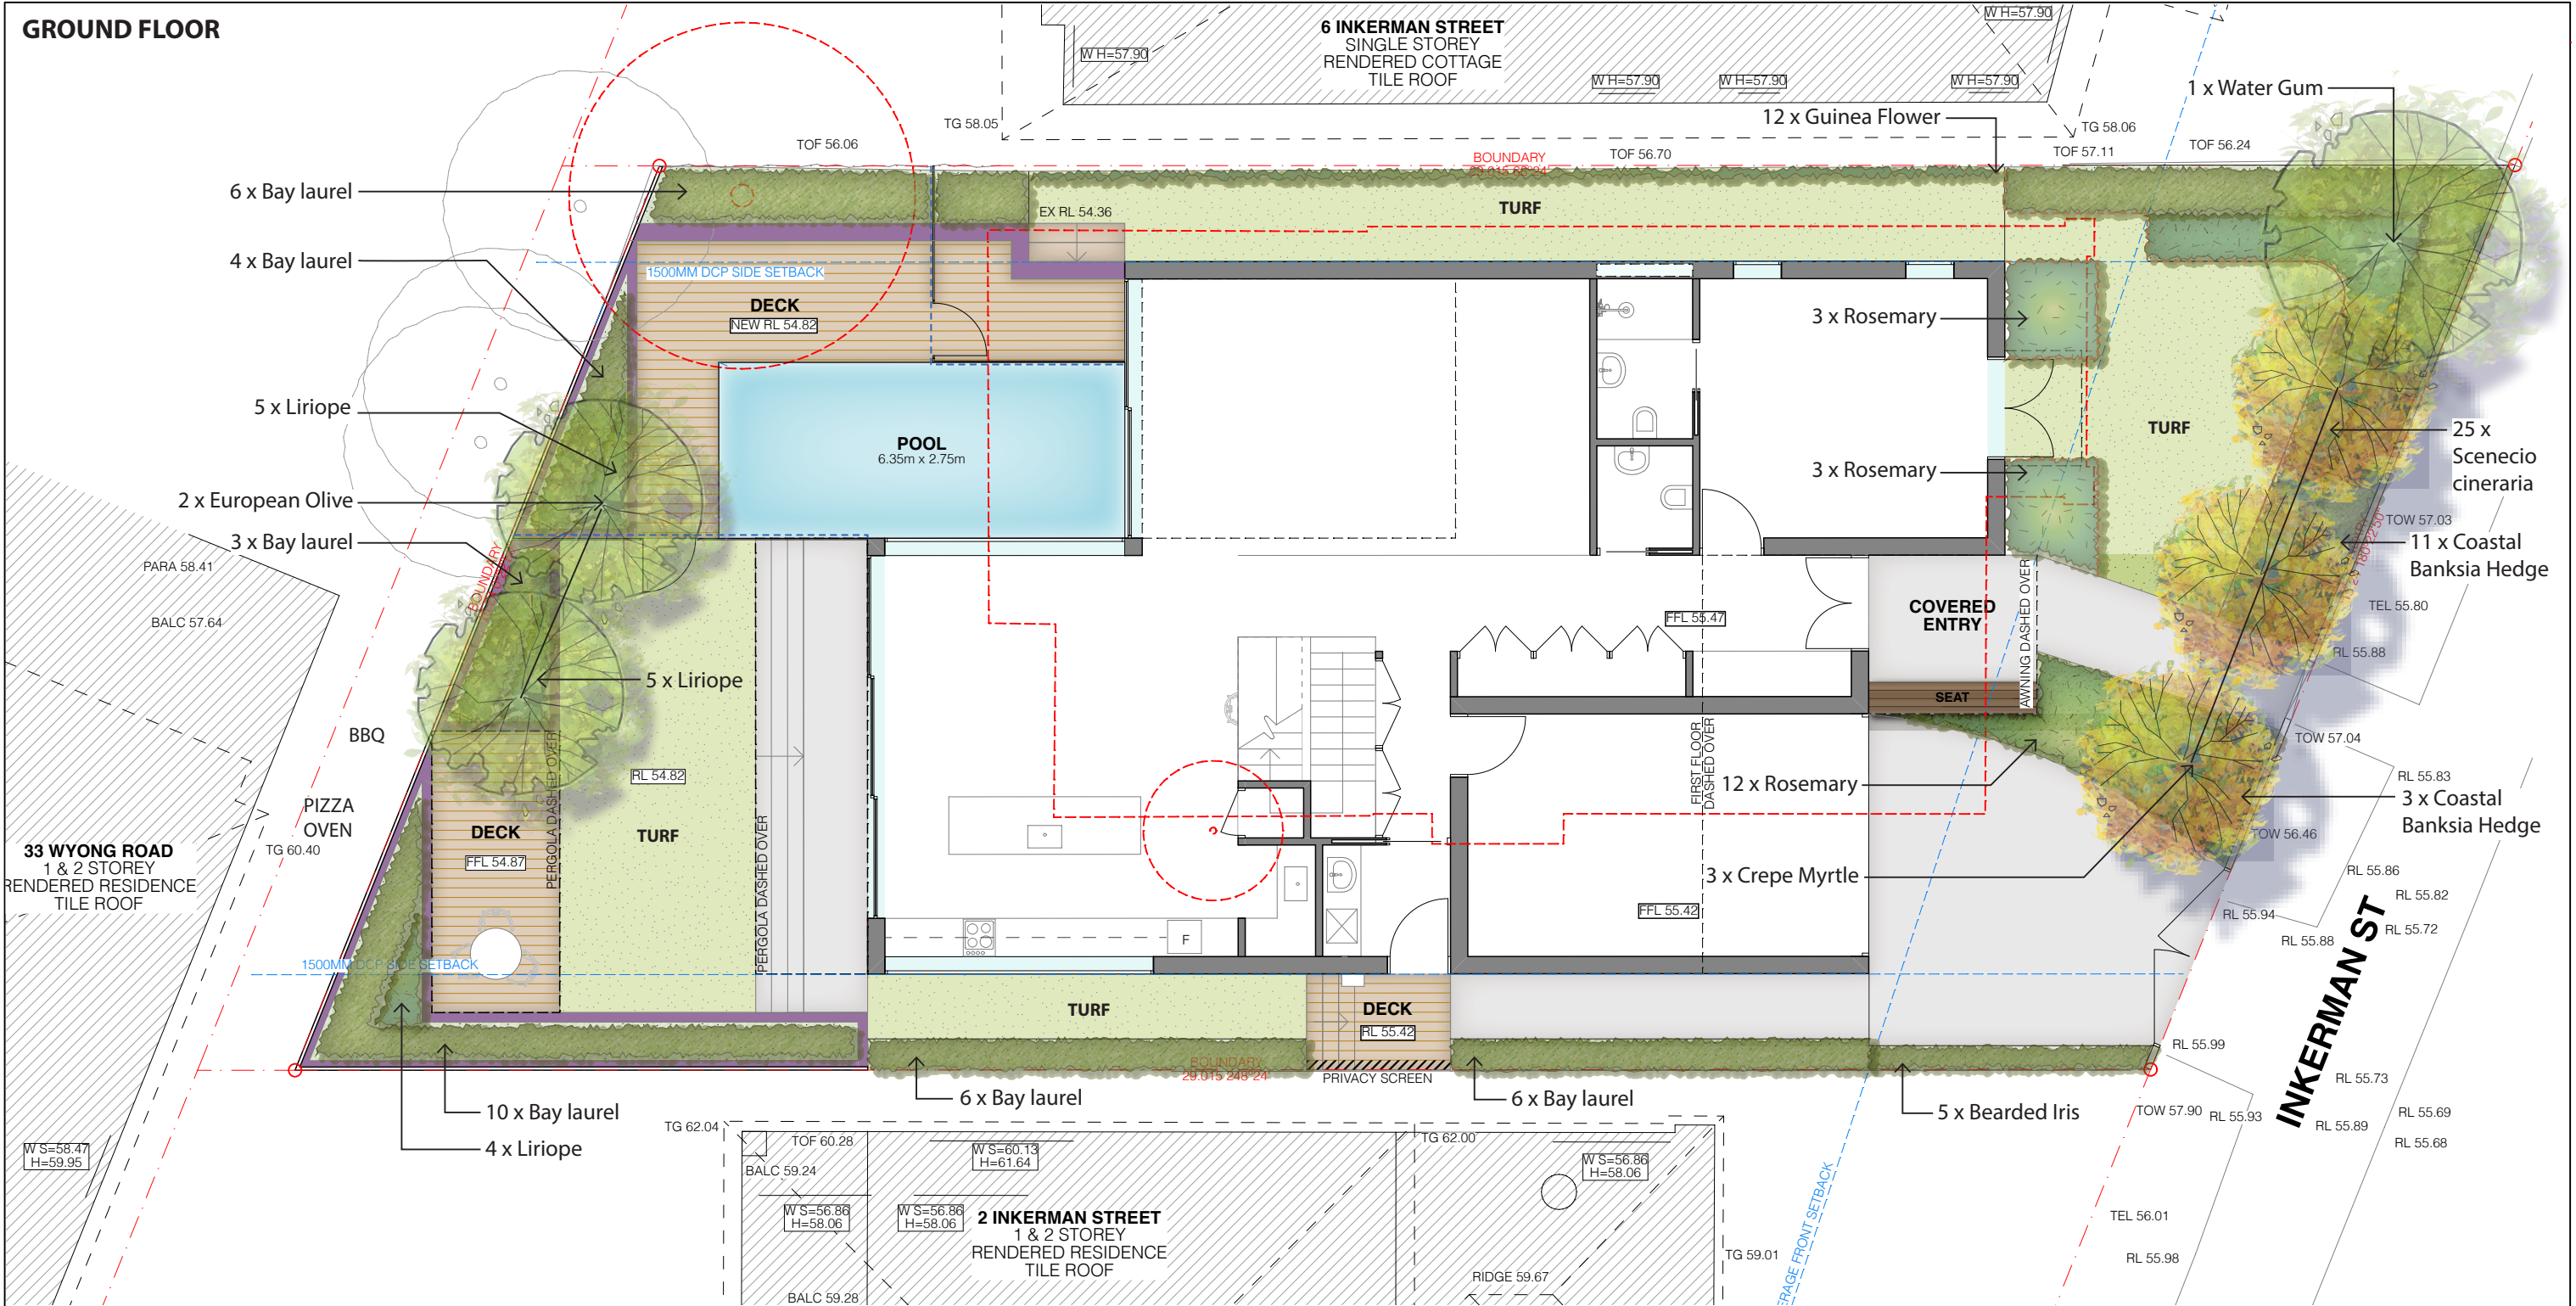 GROUND FLOOR
6 INKERMAN STREET
SINGLE STOREY
RENDERED COTTAGE
TILE ROOF
W H=57.90
W H=57.90
W H=57.90
W H=57.90
W H=57.90
1 x Water Gum
12 x Guinea Flower
TG 58.05
TG 58.06
TOF 56.06
BOUNDARY
TOF 56.70
TOF 57.11
TOF 56.24
6 x Bay laurel
EX RL 54.36
TURF
4 x Bay laurel
1500MM DCP SIDE SETBACK
DECK
NEW RL 54.82
3 x Rosemary
5 x Liriope
POOL
6.35m x 2.75m
TURF
25 x
Scenecio
cineraria
3 x Rosemary
2 x European Olive
TOW 57.03
3 x Bay laurel
11 x Coastal
Banksia Hedge
PARA 58.41
BOUNDARY
BALC 57.64
COVERED
ENTRY
TEL 55.80
FFL 55.47
AWNING DASHED OVER
RL 55.88
5 x Liriope
SEAT
BBQ
TOW 57.04
RL 54.82
PERGOLA DASHED OVER
FIRST FLOOR
DASHED OVER
12 x Rosemary
RL 55.83
3 x Coastal
Banksia Hedge
PIZZA
OVEN
DECK
FFL 54.87
TURF
PERGOLA DASHED OVER
TOW 56.46
33 WYONG ROAD
1 & 2 STOREY
RENDERED RESIDENCE
TILE ROOF
TG 60.40
3 x Crepe Myrtle
RL 55.86
RL 55.82
FFL 55.42
RL 55.94
RL 55.72
RL 55.88
F
INKERMAN ST
1500MM DCP SIDE SETBACK
TURF
DECK
RL 55.42
RL 55.99
BOUNDARY
29.015 248°24'
PRIVACY SCREEN
RL 55.73
6 x Bay laurel
6 x Bay laurel
5 x Bearded Iris
10 x Bay laurel
4 x Liriope
TOW 57.90
RL 55.93
RL 55.69
RL 55.89
RL 55.68
TG 62.04
TOF 60.28
TG 62.00
W S=58.47
H=59.95
W S=60.13
H=61.64
BALC 59.24
W S=56.86
H=58.06
W S=56.86
H=58.06
W S=56.86
H=58.06
2 INKERMAN STREET
1 & 2 STOREY
RENDERED RESIDENCE
TILE ROOF
TEL 56.01
TG 59.01
RL 55.98
RIDGE 59.67
BALC 59.28
ERAGE FRONT SETBACK